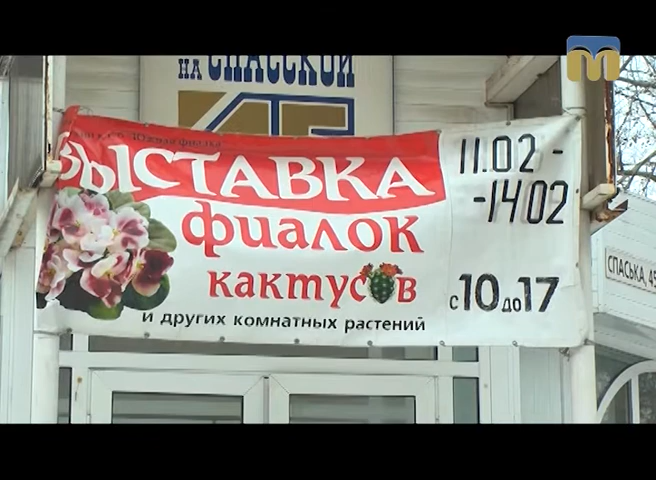 НА СПАССКОЙ
ВЫСТАВКА
фиалок
кактусов
и других комнатных растений
11.02 -
-14 02
с 10 до 17
СПАСЬКА, 45